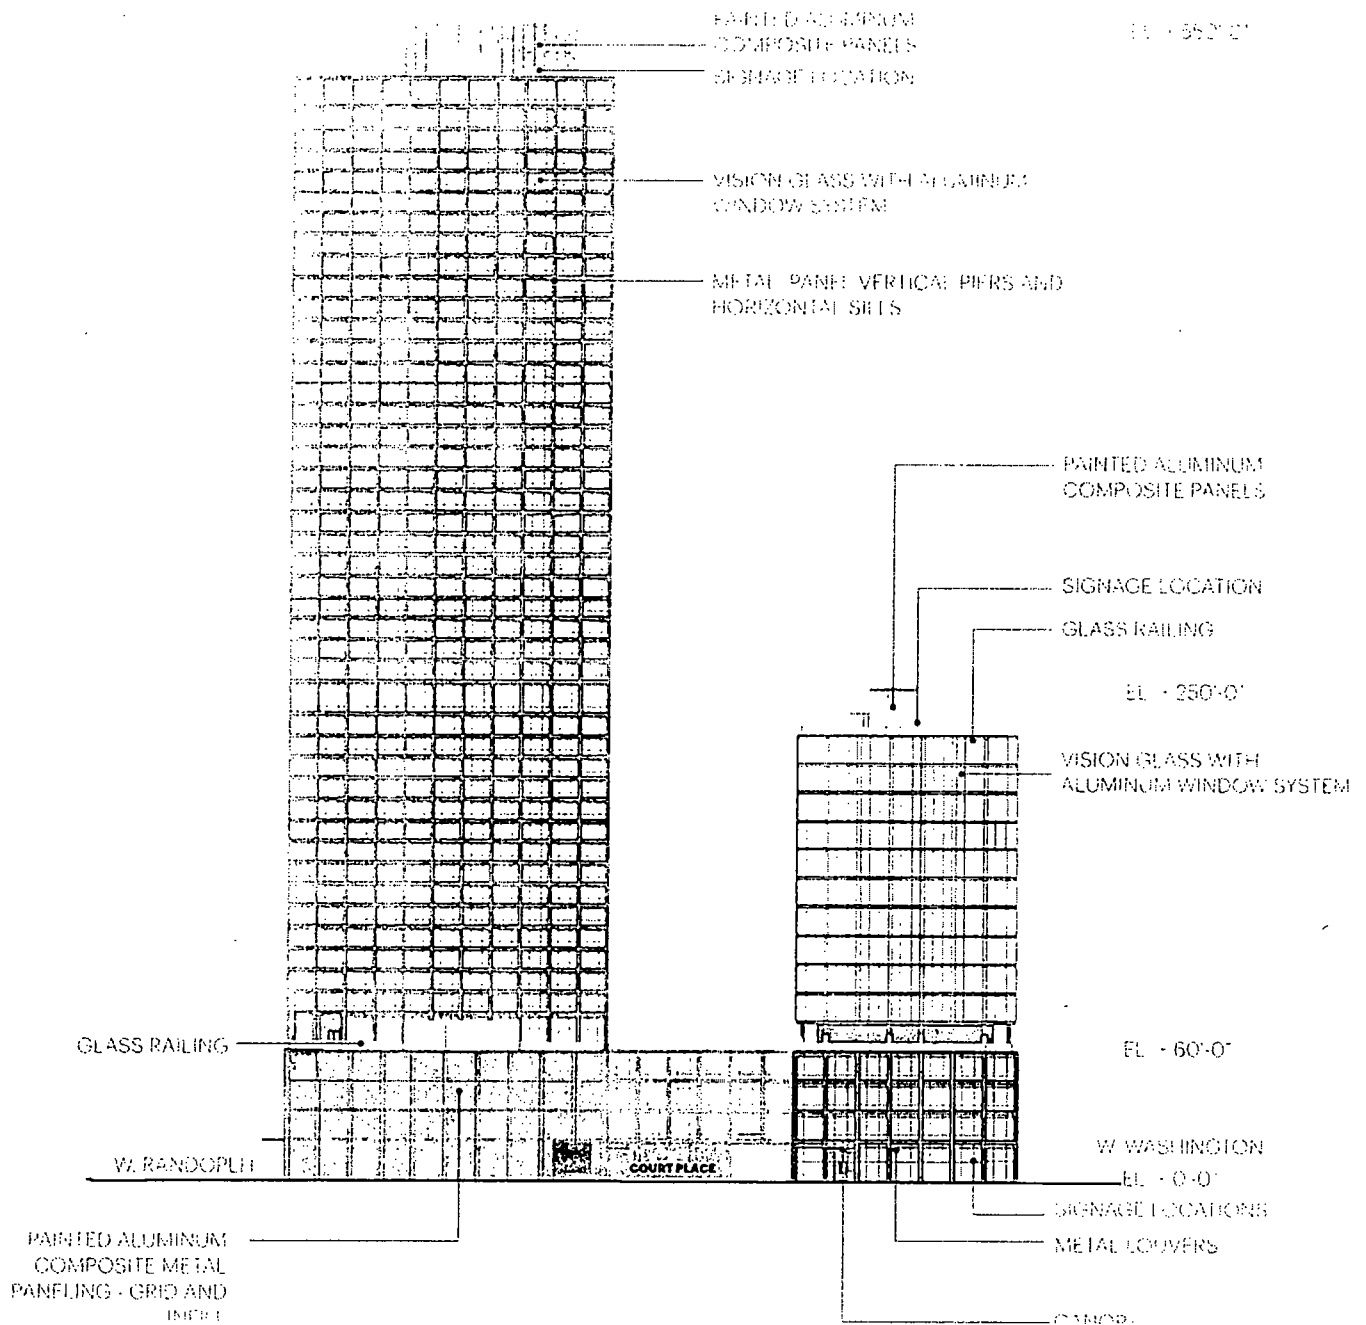 PAINTED ALUMINUM
COMPOSITE PANELS
SIGNAGE LOCATION
VISION GLASS WITH ALUMINUM
WINDOW SYSTEM
METAL PANEL VERTICAL PIERS AND
HORIZONTAL SILLS
PAINTED ALUMINUM
COMPOSITE PANELS
SIGNAGE LOCATION
GLASS RAILING
EL + 250'-0"
VISION GLASS WITH
ALUMINUM WINDOW SYSTEM
GLASS RAILING
EL + 60'-0"
W. RANDOLPH
COURT PLACE
W. WASHINGTON
EL + 0'-0"
SIGNAGE LOCATIONS
METAL LOUVERS
PAINTED ALUMINUM
COMPOSITE METAL
PANELING - GRID AND
INFILL
CANOPY